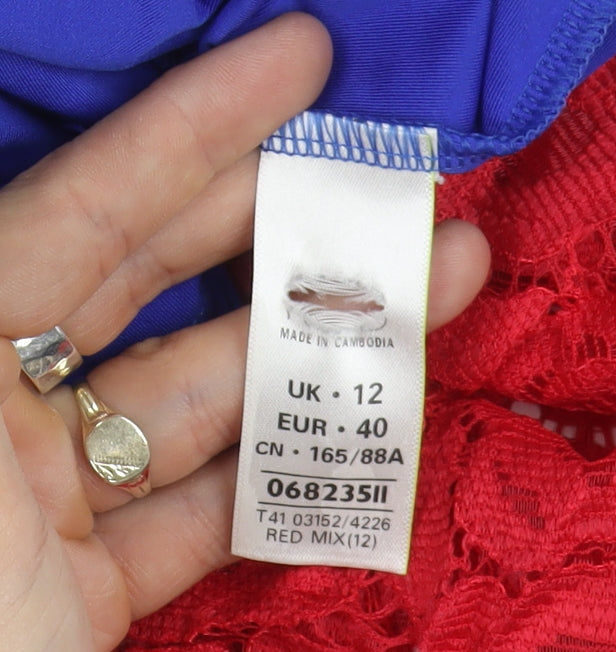 MADE IN CAMBODIA
UK • 12
EUR • 40
CN • 165/88A
06823511
T41 03152/4226
RED MIX(12)